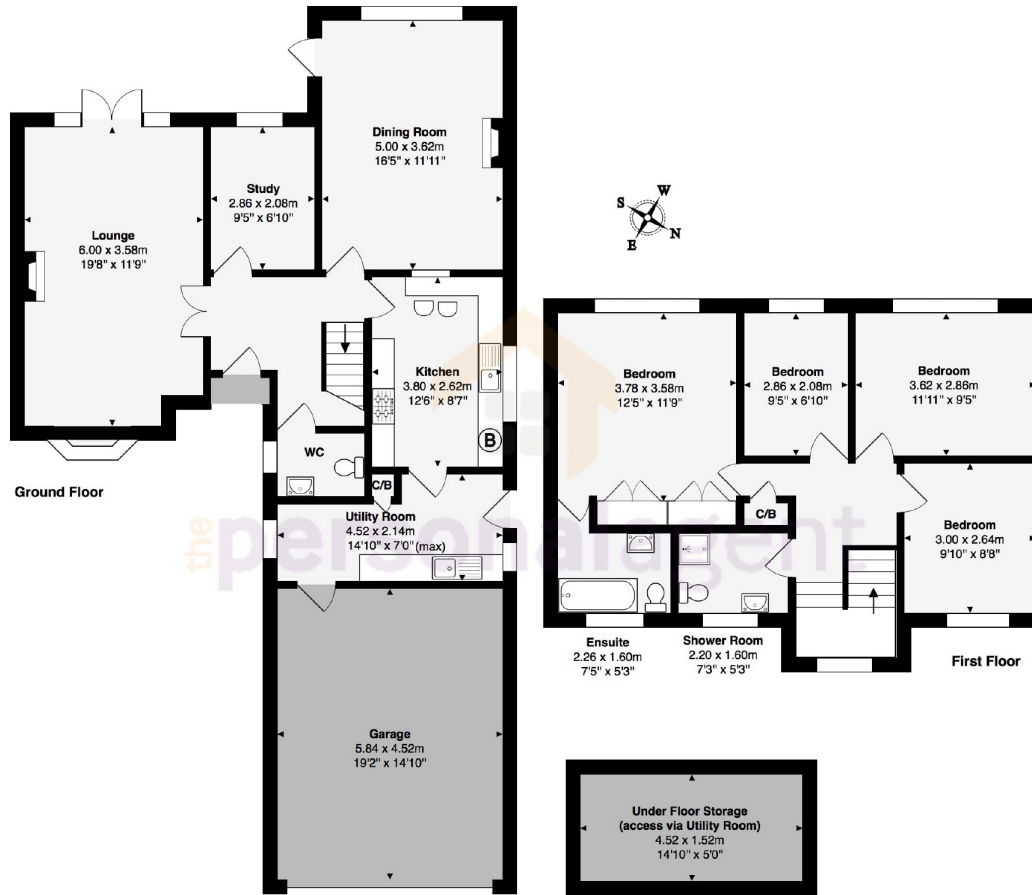 Dining Room
5.00 x 3.62m
16'5" x 11'11"
Study
2.86 x 2.08m
9'5" x 6'10"
Lounge
6.00 x 3.58m
19'8" x 11'9"
Kitchen
3.80 x 2.62m
12'6" x 8'7"
B
WC
C/B
Ground Floor
Utility Room
4.52 x 2.14m
14'10" x 7'0" (max)
Garage
5.84 x 4.52m
19'2" x 14'10"
S W
E N
Bedroom
3.78 x 3.58m
12'5" x 11'9"
Bedroom
2.86 x 2.08m
9'5" x 6'10"
Bedroom
3.62 x 2.86m
11'11" x 9'5"
C/B
Bedroom
3.00 x 2.64m
9'10" x 8'8"
Ensuite
2.26 x 1.60m
7'5" x 5'3"
Shower Room
2.20 x 1.60m
7'3" x 5'3"
First Floor
Under Floor Storage
(access via Utility Room)
4.52 x 1.52m
14'10" x 5'0"
the personal agent